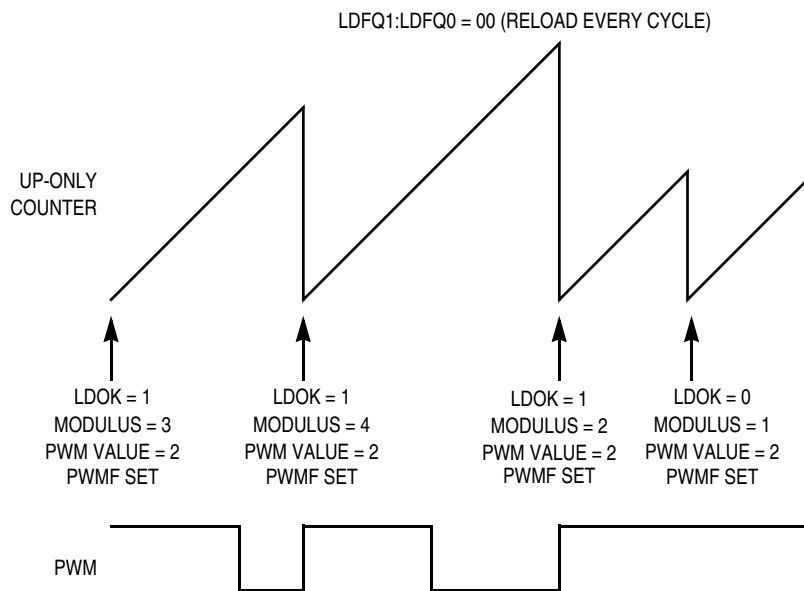 LDFQ1:LDFQ0 = 00 (RELOAD EVERY CYCLE)
UP-ONLY
COUNTER
LDOK = 1
MODULUS = 3
PWM VALUE = 2
PWMF SET
LDOK = 1
MODULUS = 4
PWM VALUE = 2
PWMF SET
LDOK = 1
MODULUS = 2
PWM VALUE = 2
PWMF SET
LDOK = 0
MODULUS = 1
PWM VALUE = 2
PWMF SET
PWM